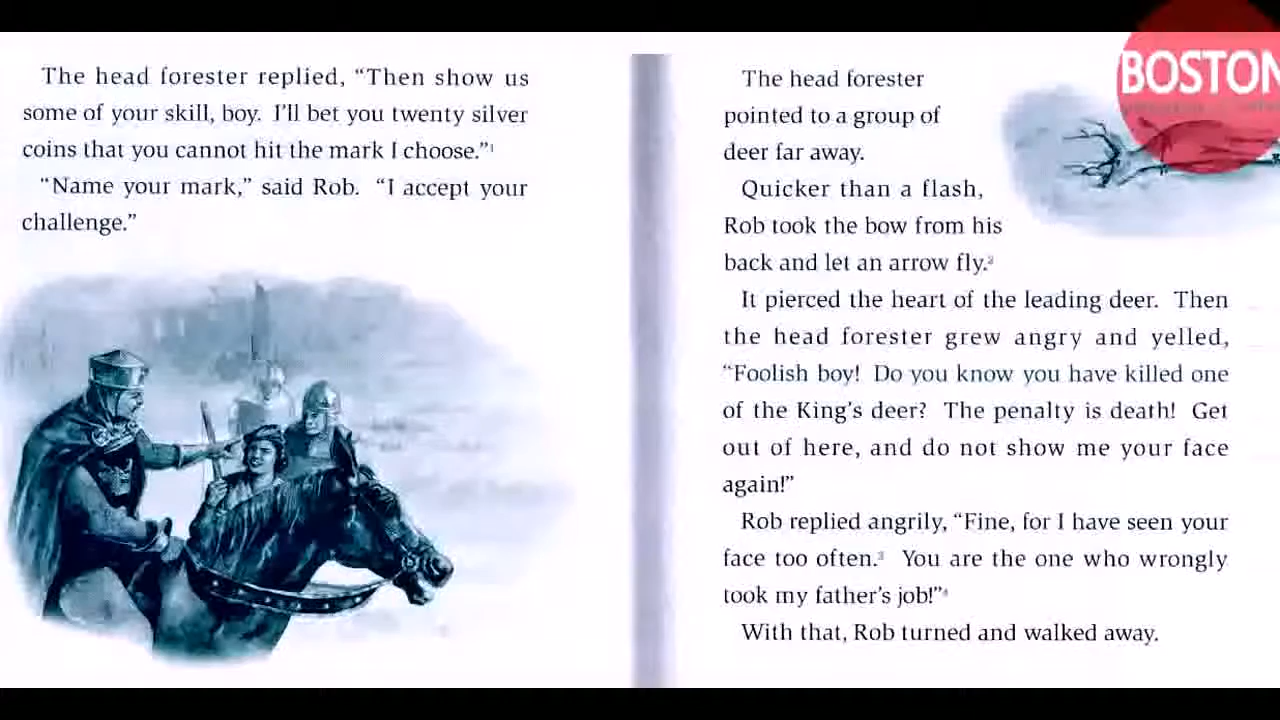 The head forester replied, “Then show us
some of your skill, boy. I’ll bet you twenty silver
coins that you cannot hit the mark I choose.”¹
“Name your mark,” said Rob. “I accept your
challenge.”
The head forester
pointed to a group of
deer far away.
Quicker than a flash,
Rob took the bow from his
back and let an arrow fly.²
It pierced the heart of the leading deer. Then
the head forester grew angry and yelled,
“Foolish boy! Do you know you have killed one
of the King’s deer? The penalty is death! Get
out of here, and do not show me your face
again!”
Rob replied angrily, “Fine, for I have seen your
face too often.³ You are the one who wrongly
took my father’s job!”⁴
With that, Rob turned and walked away.
BOSTON